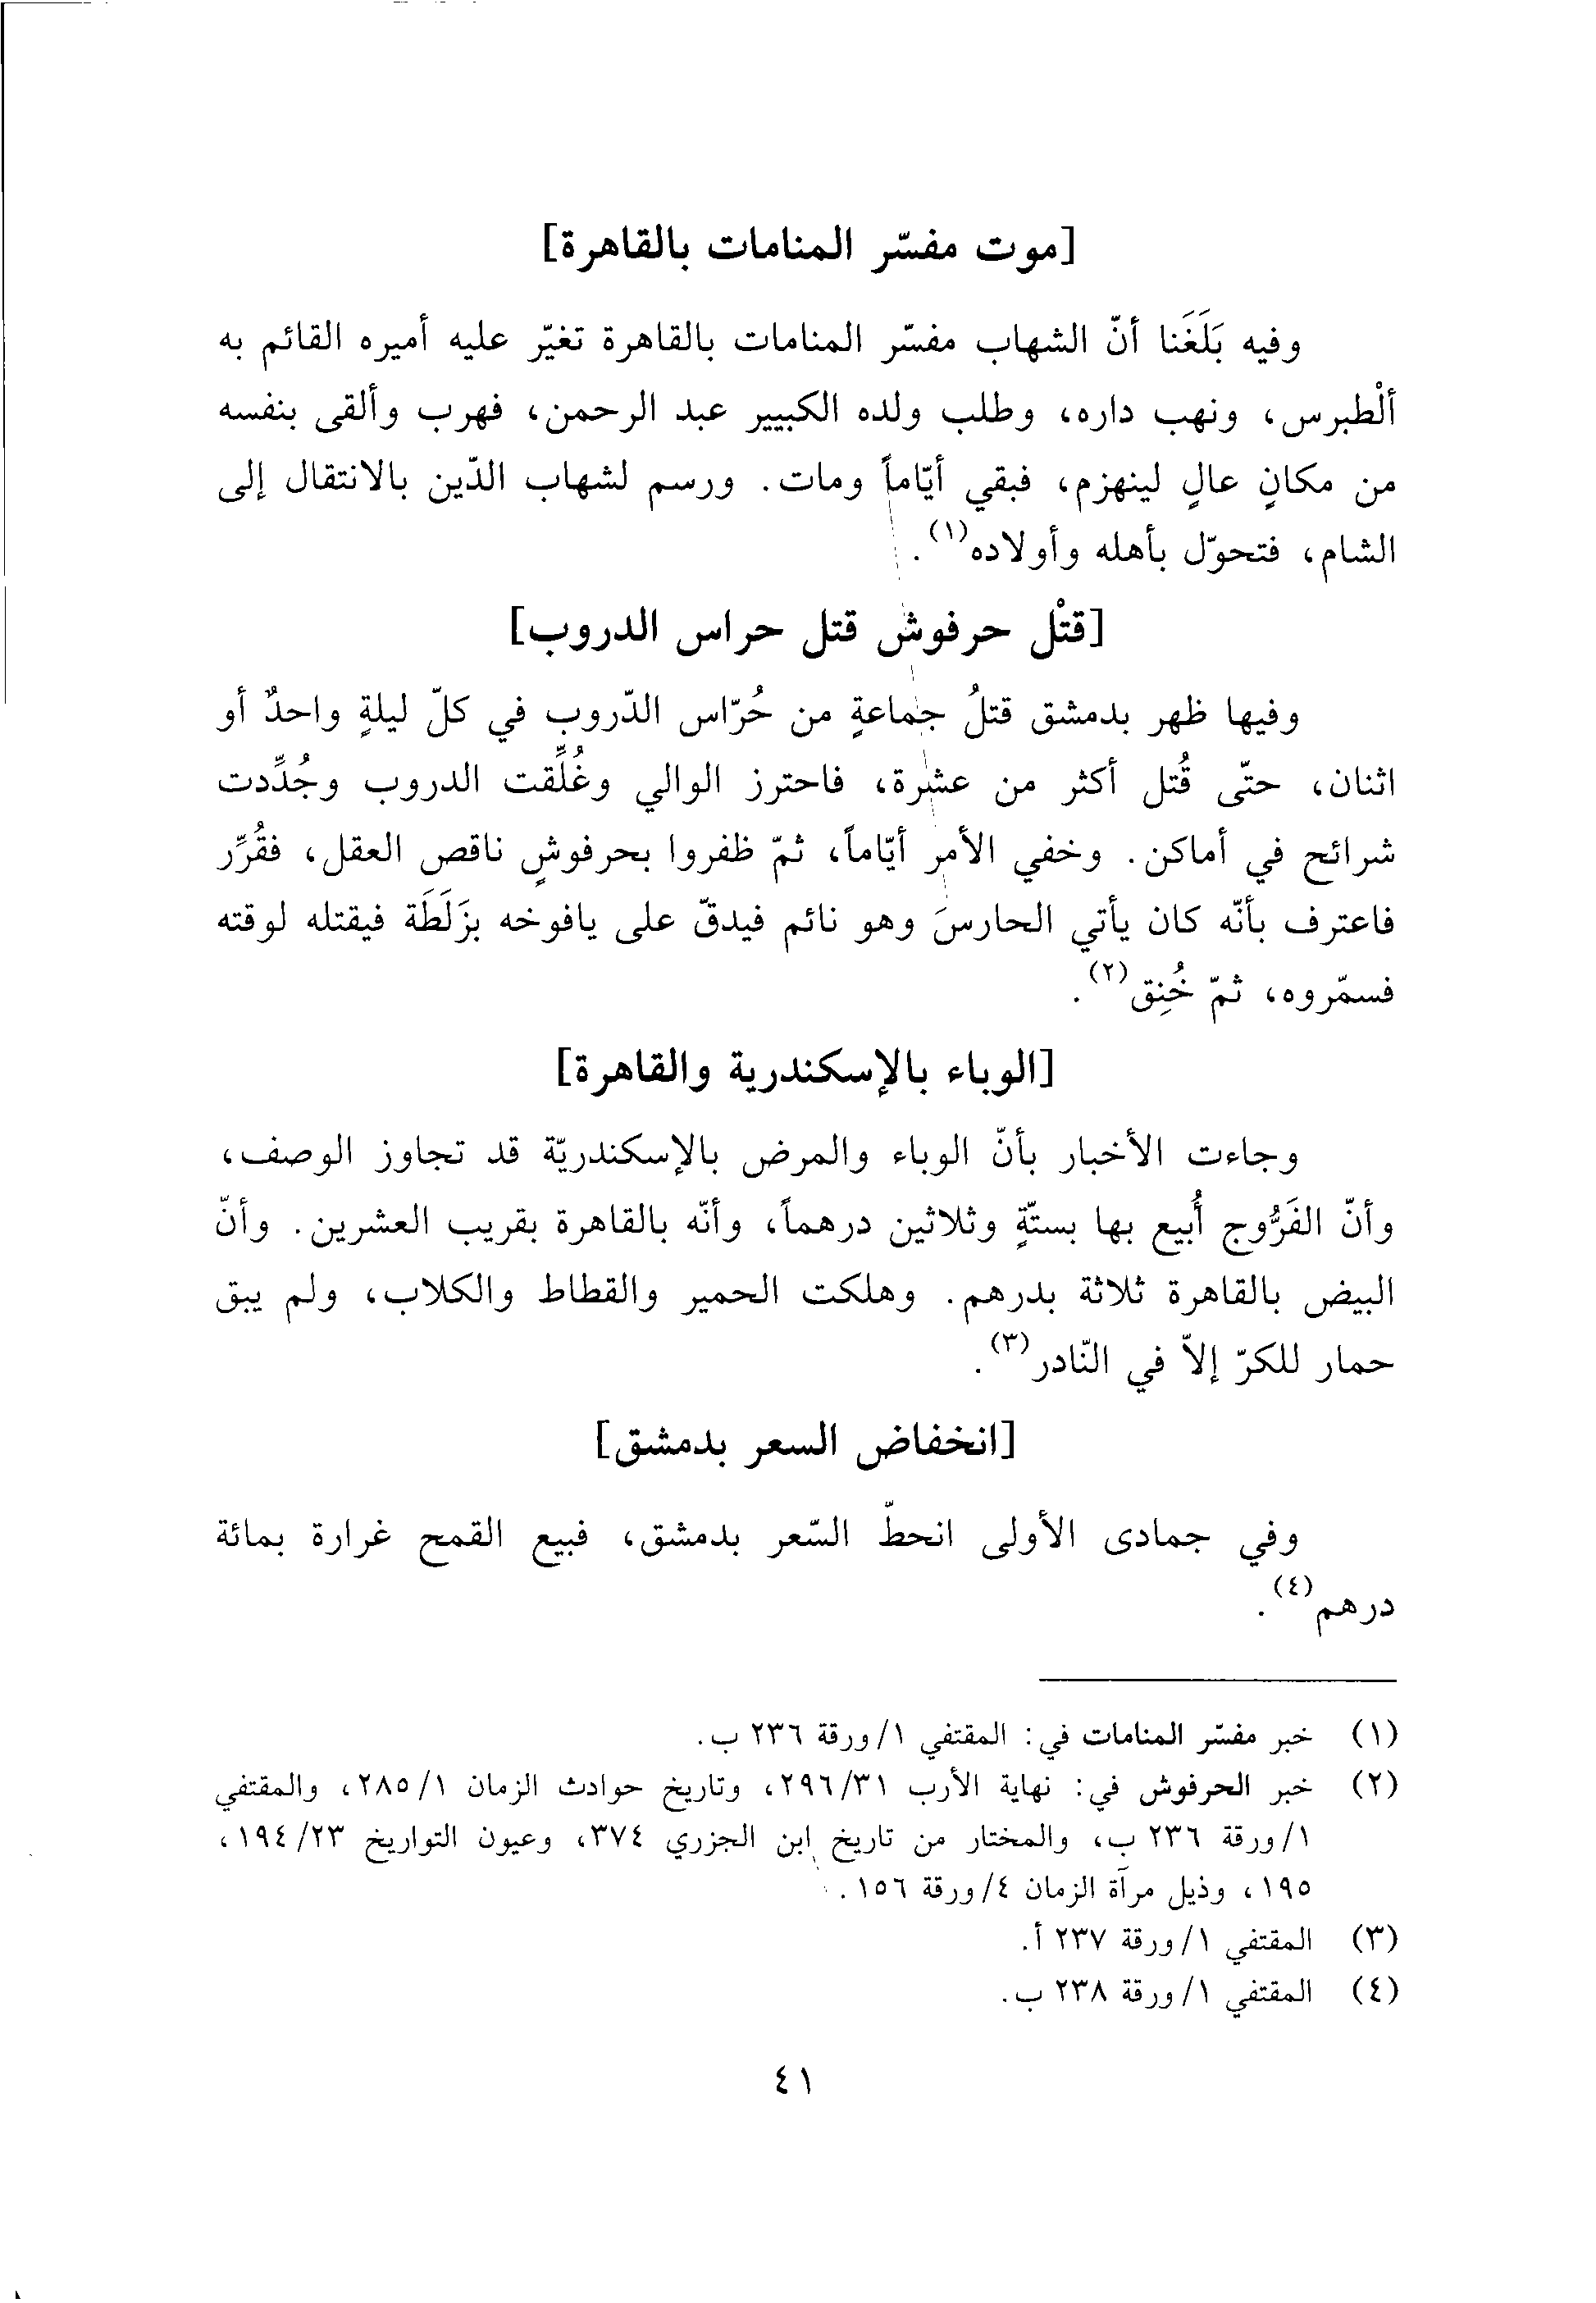 [موت مفسّر المنامات بالقاهرة]
وفيه بَلَغَنا أنّ الشهاب مفسّر المنامات بالقاهرة تغيّر عليه أميره القائم به
ألْطبرس، ونهب داره، وطلب ولده الكبيير عبد الرحمن، فهرب وألقى بنفسه
من مكانٍ عالٍ لينهزم، فبقي أيّاماً ومات. ورسم لشهاب الدّين بالانتقال إلى
الشام، فتحوّل بأهله وأولاده(١).
[قتْل حرفوش قتل حراس الدروب]
وفيها ظهر بدمشق قتلُ جماعةٍ من حُرّاس الدّروب في كلّ ليلةٍ واحدٌ أو
اثنان، حتّى قُتل أكثر من عشرة، فاحترز الوالي وغُلِّقت الدروب وجُدِّدت
شرائح في أماكن. وخفي الأمر أيّاماً، ثمّ ظفروا بحرفوشٍ ناقص العقل، فقُرِّر
فاعترف بأنّه كان يأتي الحارسَ وهو نائم فيدقّ على يافوخه بزَلَطَة فيقتله لوقته
فسمّروه، ثمّ خُنِق(٢).
[الوباء بالإسكندرية والقاهرة]
وجاءت الأخبار بأنّ الوباء والمرض بالإسكندريّة قد تجاوز الوصف،
وأنّ الفَرُّوج أُبيع بها بستّةٍ وثلاثين درهماً، وأنّه بالقاهرة بقريب العشرين. وأنّ
البيض بالقاهرة ثلاثة بدرهم. وهلكت الحمير والقطاط والكلاب، ولم يبق
حمار للكرّ إلاّ في النّادر(٣).
[انخفاض السعر بدمشق]
وفي جمادى الأولى انحطّ السّعر بدمشق، فبيع القمح غرارة بمائة
درهم(٤).
(١) خبر مفسّر المنامات في: المقتفي ١/ورقة ٢٣٦ ب.
(٢) خبر الحرفوش في: نهاية الأرب ٢٩٦/٣١، وتاريخ حوادث الزمان ٢٨٥/١، والمقتفي
١/ورقة ٢٣٦ ب، والمختار من تاريخ ابن الجزري ٣٧٤، وعيون التواريخ ١٩٤/٢٣،
١٩٥، وذيل مرآة الزمان ٤/ورقة ١٥٦.
(٣) المقتفي ١/ورقة ٢٣٧ أ.
(٤) المقتفي ١/ورقة ٢٣٨ ب.
٤١